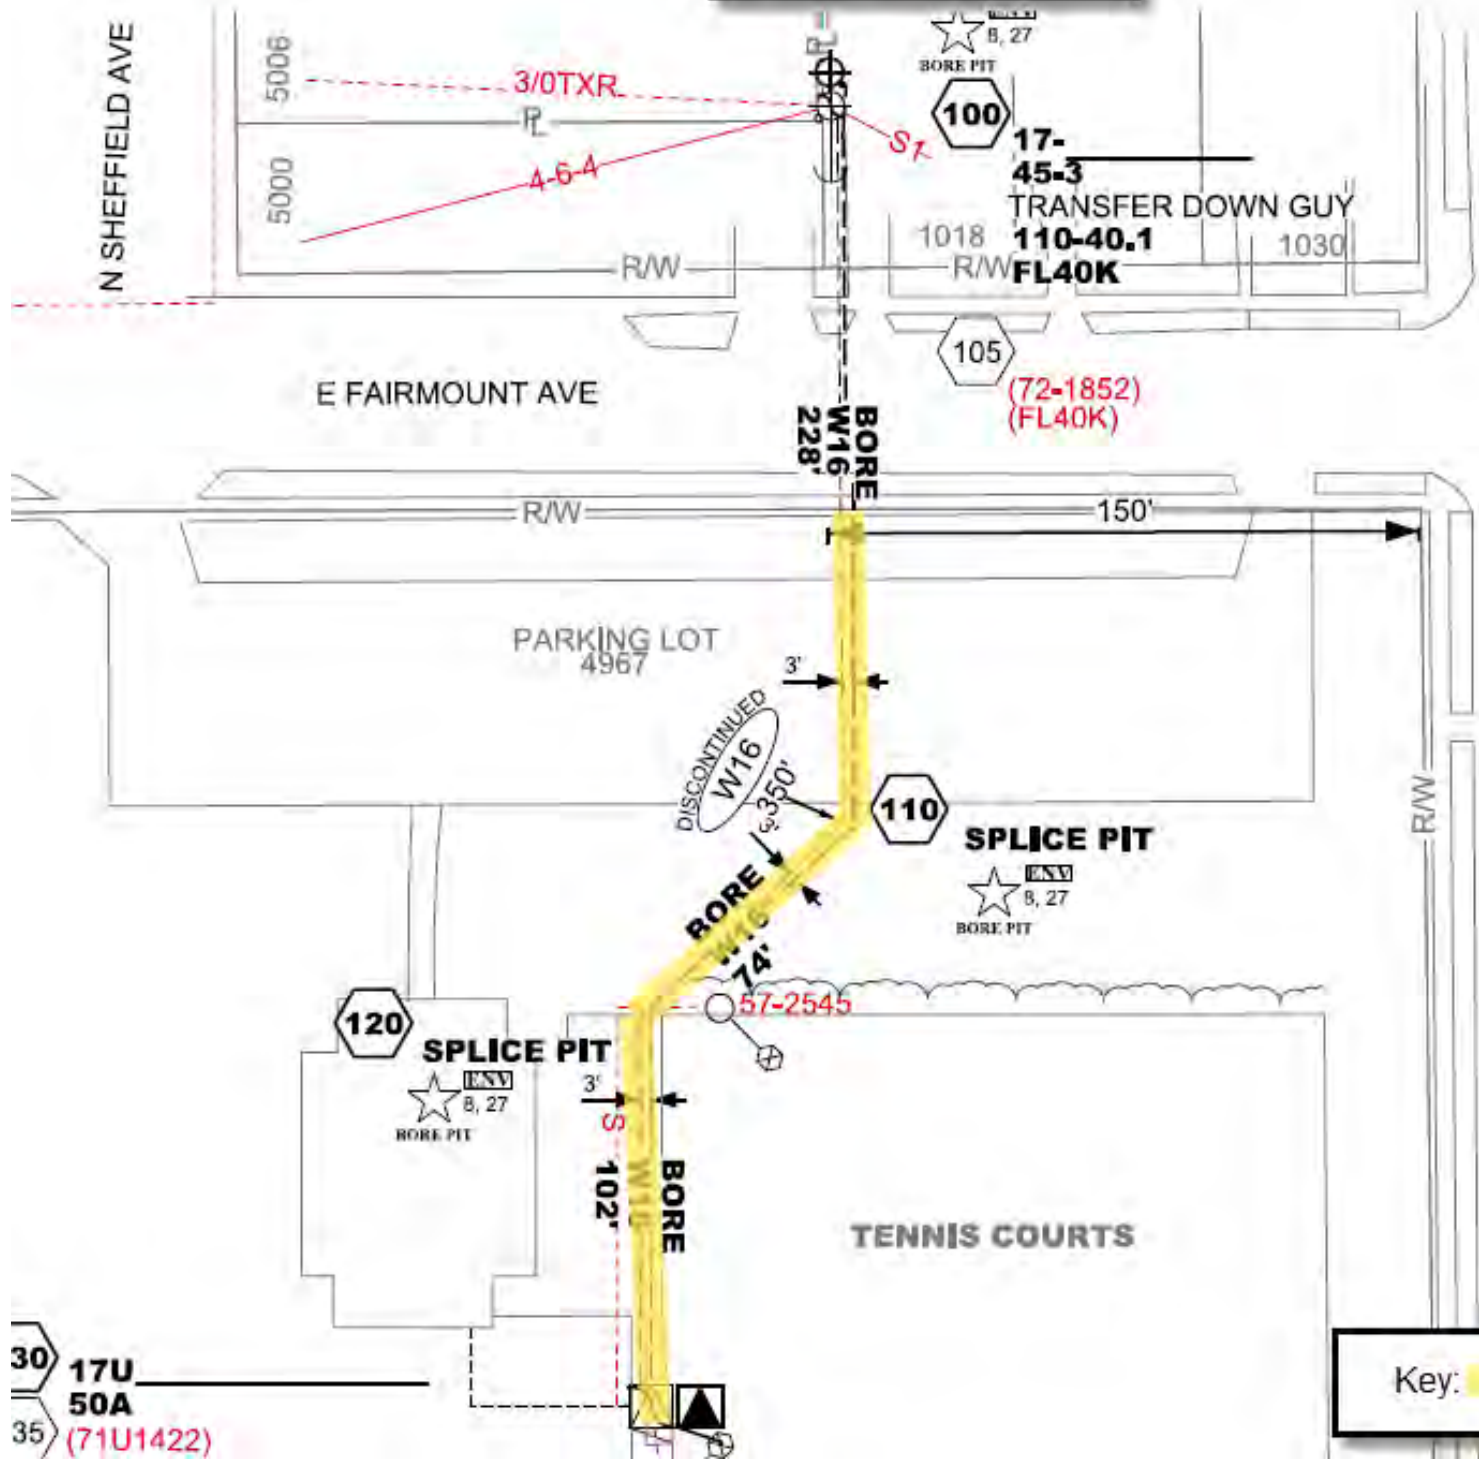 N SHEFFIELD AVE
5006
5000
3/0TXR
PL
PL
4-6-4
S
ENV
8, 27
BORE PIT
100
17-
45-3
TRANSFER DOWN GUY
110-40.1
FL40K
1018
1030
R/W
R/W
105
(72-1852)
(FL40K)
E FAIRMOUNT AVE
BORE
W16
228'
R/W
150'
PARKING LOT
4967
3'
DISCONTINUED
W16
350'
3'
110
SPLICE PIT
ENV
8, 27
BORE PIT
R/W
BORE
W16
74'
57-2545
120
SPLICE PIT
ENV
8, 27
BORE PIT
3'
S
BORE
W16
102'
TENNIS COURTS
30
17U
50A
35
(71U1422)
Key: